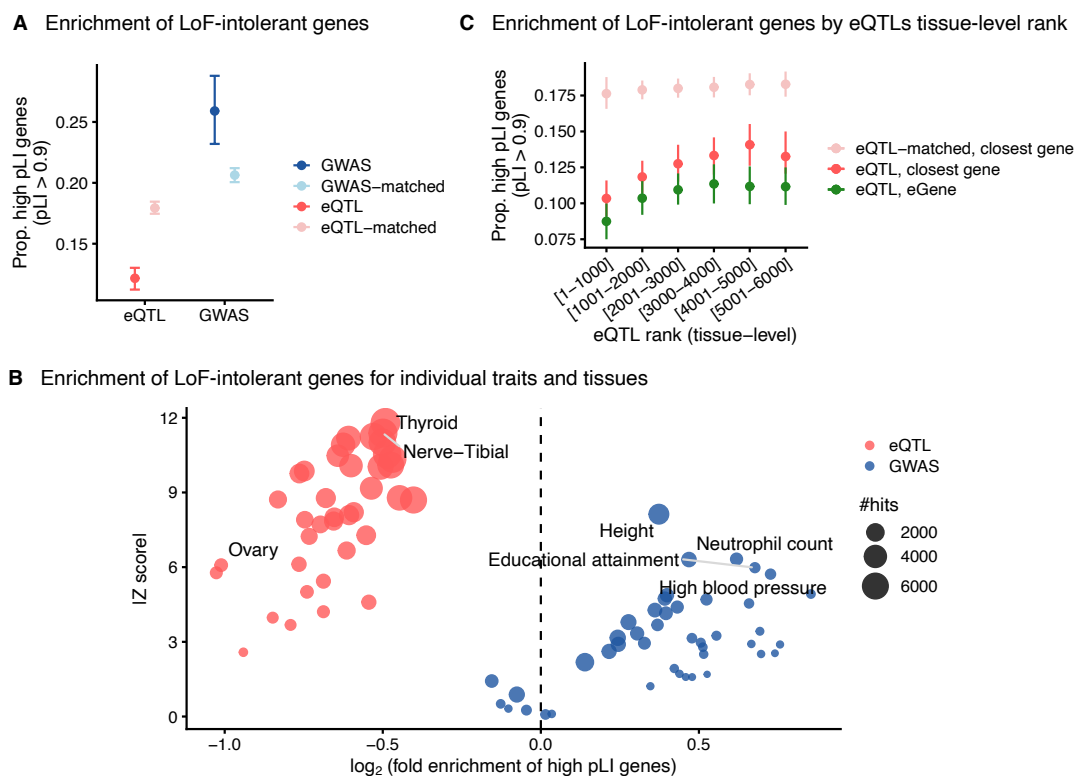 A Enrichment of LoF-intolerant genes
Prop. high pLI genes
(pLI > 0.9)
0.25
0.20
0.15
eQTL
GWAS
GWAS
GWAS-matched
eQTL
eQTL-matched
C Enrichment of LoF-intolerant genes by eQTLs tissue-level rank
Prop. high pLI genes
(pLI > 0.9)
0.175
0.150
0.125
0.100
0.075
[1-1000]
[1001-2000]
[2001-3000]
[3000-4000]
[4001-5000]
[5001-6000]
eQTL rank (tissue-level)
eQTL-matched, closest gene
eQTL, closest gene
eQTL, eGene
B Enrichment of LoF-intolerant genes for individual traits and tissues
IZ scoreI
12
9
6
3
0
Thyroid
Nerve-Tibial
Ovary
Height
Educational attainment
Neutrophil count
High blood pressure
-1.0
-0.5
0.0
0.5
log₂ (fold enrichment of high pLI genes)
eQTL
GWAS
#hits
2000
4000
6000